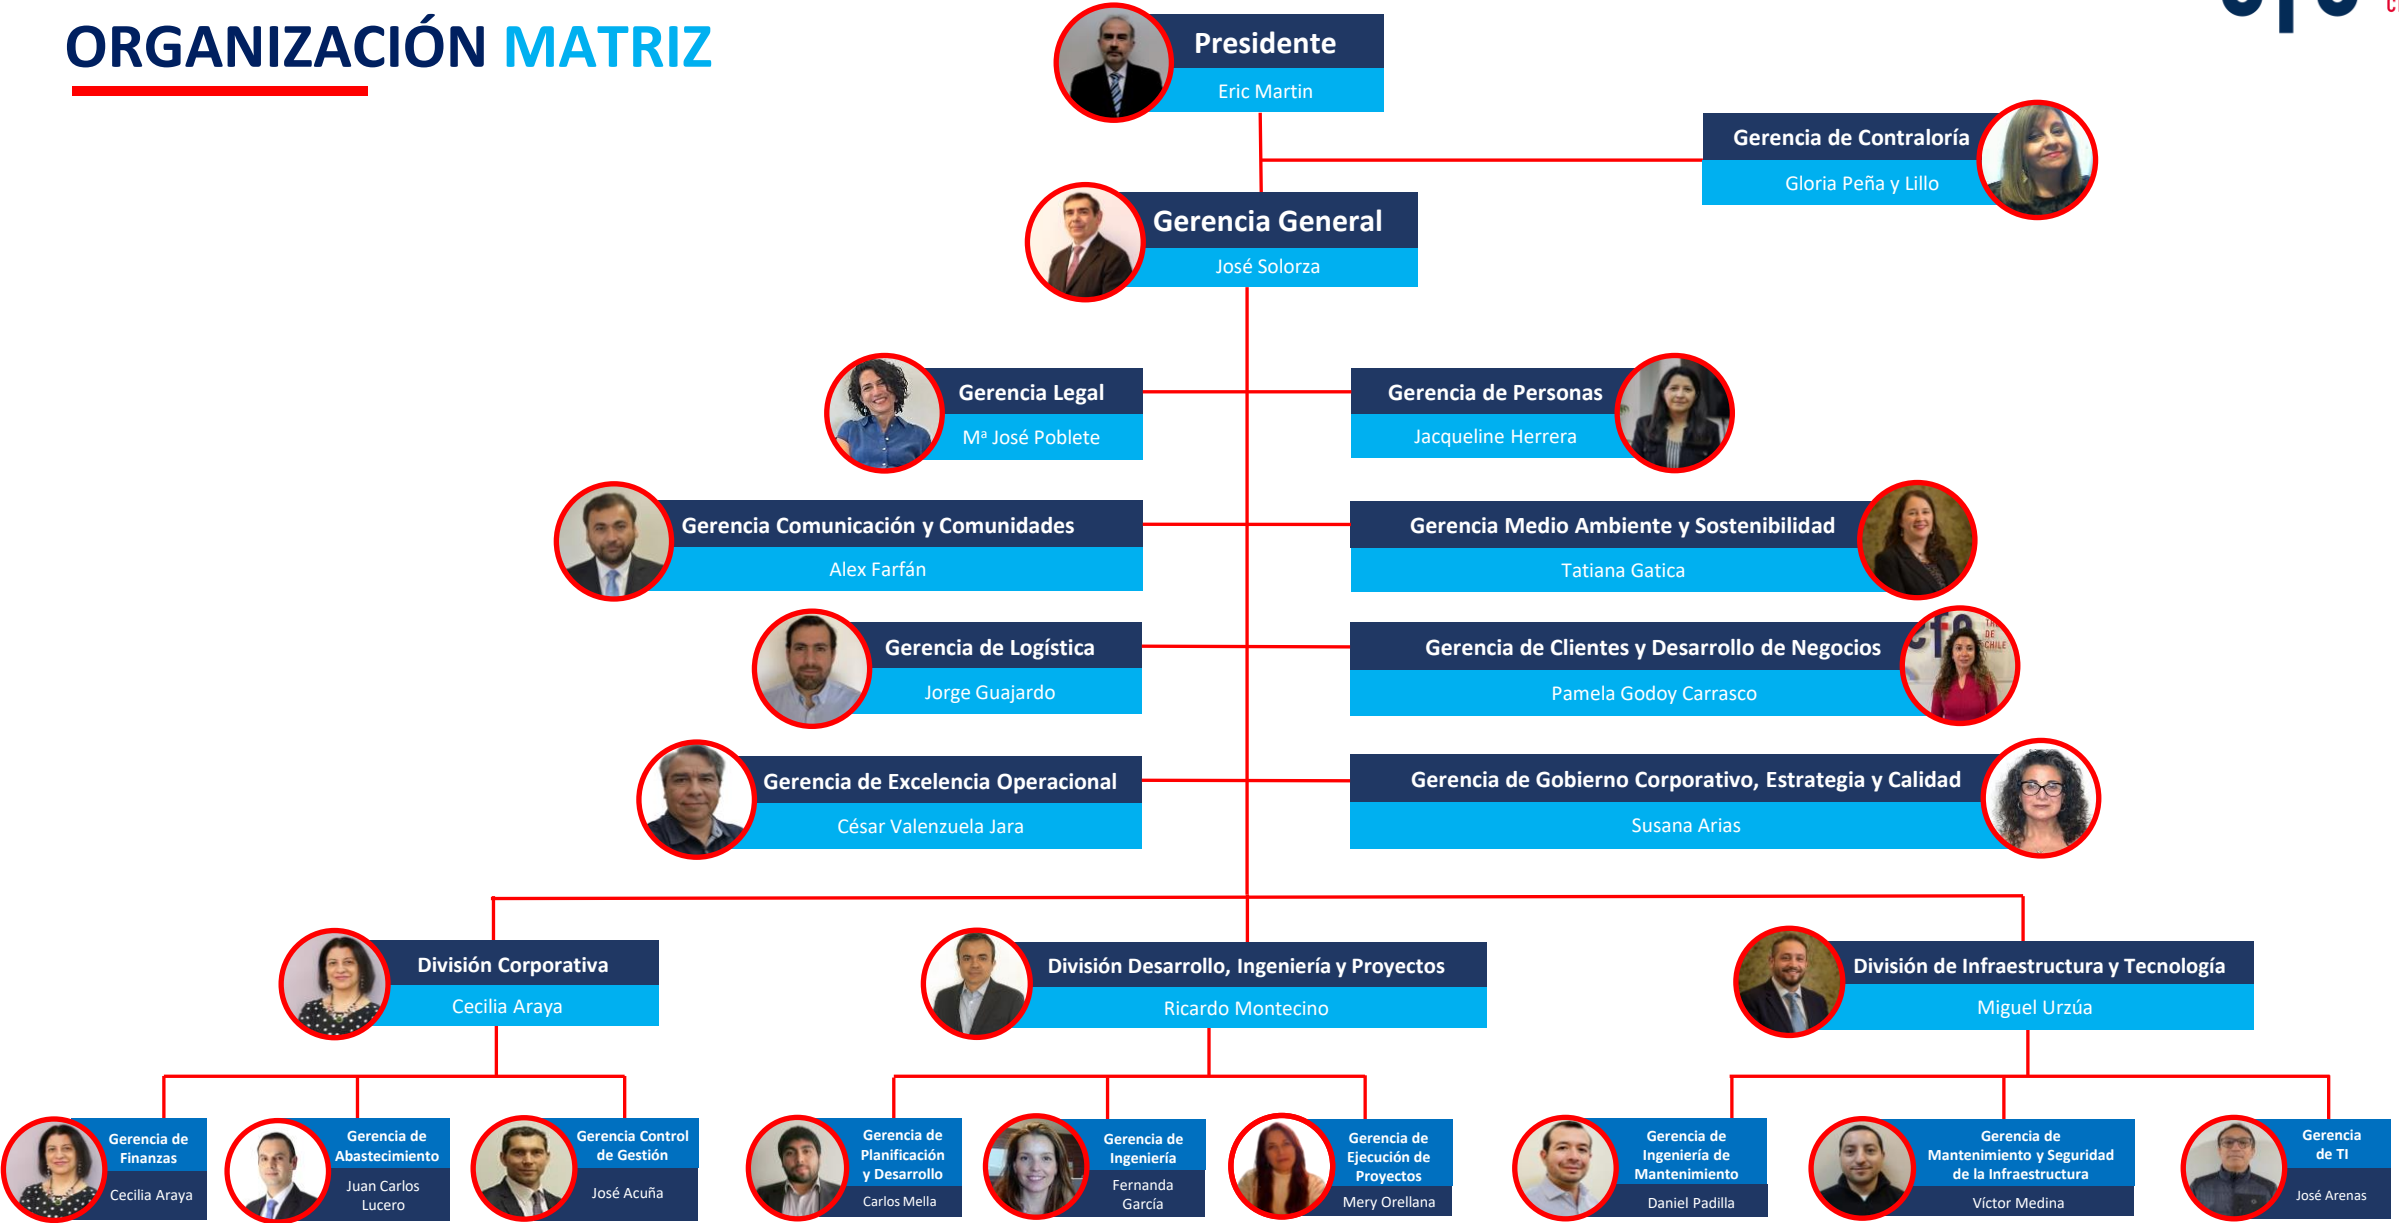 ORGANIZACIÓN MATRIZ
Presidente
Eric Martin
Gerencia de Contraloría
Gloria Peña y Lillo
Gerencia General
José Solorza
Gerencia Legal
Mª José Poblete
Gerencia de Personas
Jacqueline Herrera
Gerencia Comunicación y Comunidades
Alex Farfán
Gerencia Medio Ambiente y Sostenibilidad
Tatiana Gatica
Gerencia de Logística
Jorge Guajardo
Gerencia de Clientes y Desarrollo de Negocios
Pamela Godoy Carrasco
efe
DE
CHILE
Gerencia de Excelencia Operacional
César Valenzuela Jara
Gerencia de Gobierno Corporativo, Estrategia y Calidad
Susana Arias
División Corporativa
Cecilia Araya
División Desarrollo, Ingeniería y Proyectos
Ricardo Montecino
División de Infraestructura y Tecnología
Miguel Urzúa
Gerencia de
Finanzas
Cecilia Araya
Gerencia de
Abastecimiento
Juan Carlos
Lucero
Gerencia Control
de Gestión
José Acuña
Gerencia de
Planificación
y Desarrollo
Carlos Mella
Gerencia de
Ingeniería
Fernanda
García
Gerencia de
Ejecución de
Proyectos
Mery Orellana
Gerencia de
Ingeniería de
Mantenimiento
Daniel Padilla
Gerencia de
Mantenimiento y Seguridad
de la Infraestructura
Víctor Medina
Gerencia
de TI
José Arenas